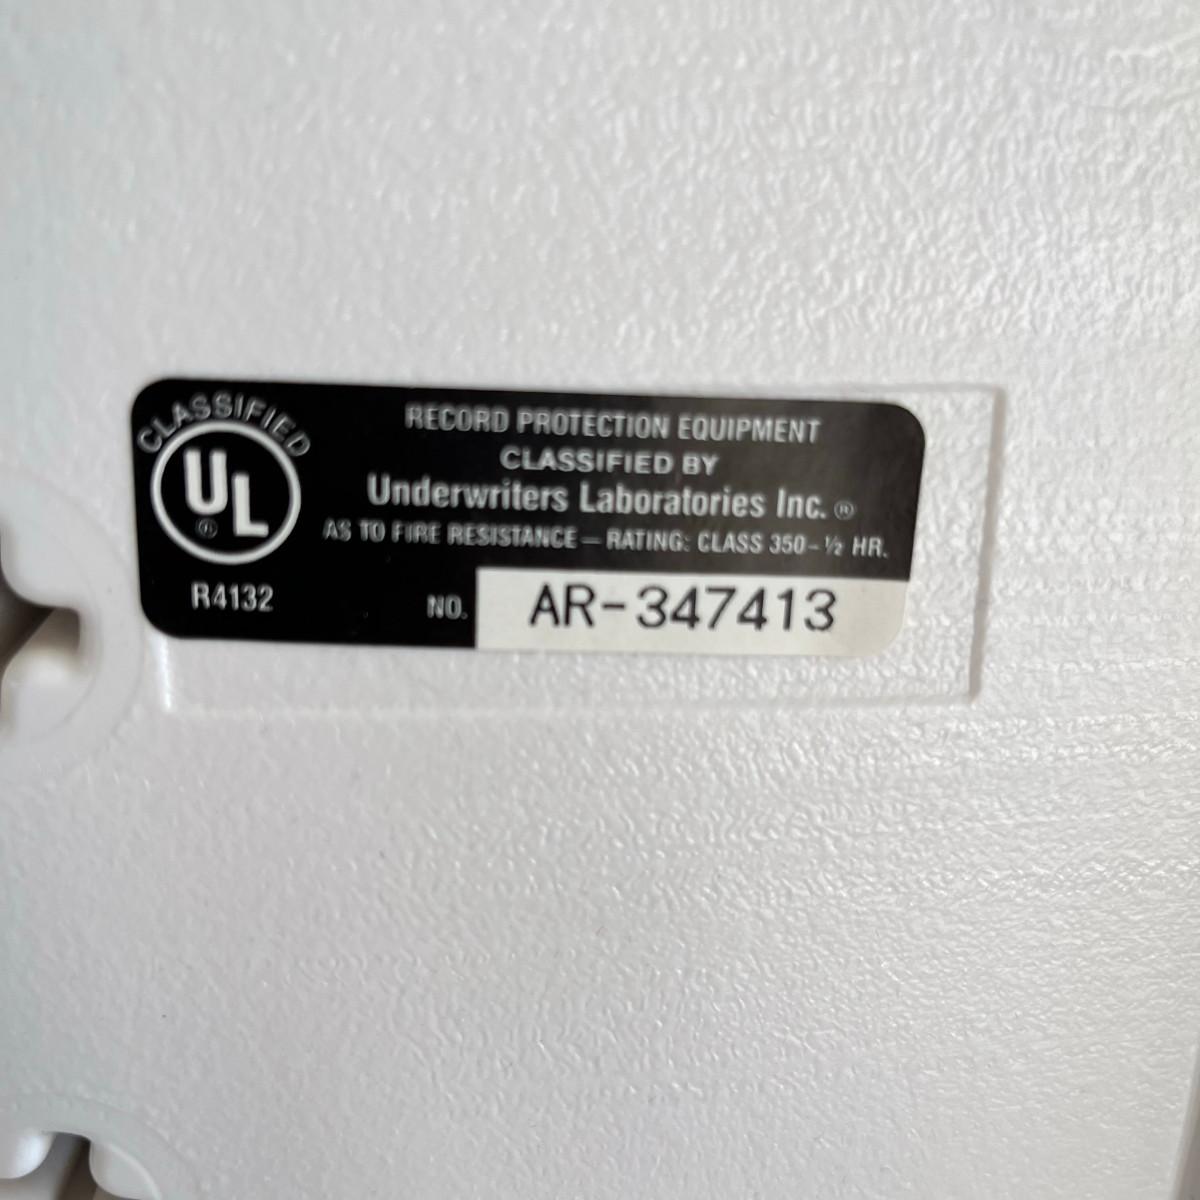 CLASSIFIED
UL
®
R4132
RECORD PROTECTION EQUIPMENT
CLASSIFIED BY
Underwriters Laboratories Inc. ®
AS TO FIRE RESISTANCE – RATING: CLASS 350-½ HR.
NO. AR-347413